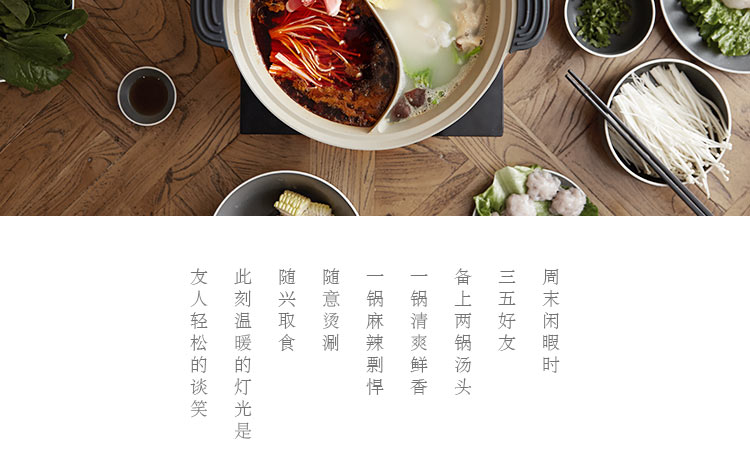 周末闲暇时
三五好友
备上两锅汤头
一锅清爽鲜香
一锅麻辣剽悍
随意烫涮
随兴取食
此刻温暖的灯光是
友人轻松的谈笑